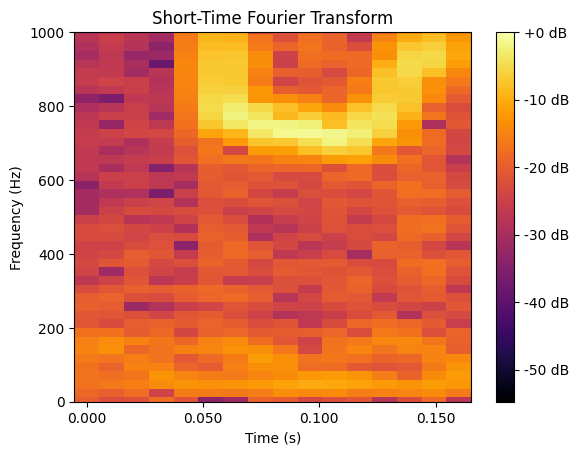 Short-Time Fourier Transform
1000
800
600
400
200
0
Frequency (Hz)
0.000
0.050
0.100
0.150
Time (s)
+0 dB
-10 dB
-20 dB
-30 dB
-40 dB
-50 dB